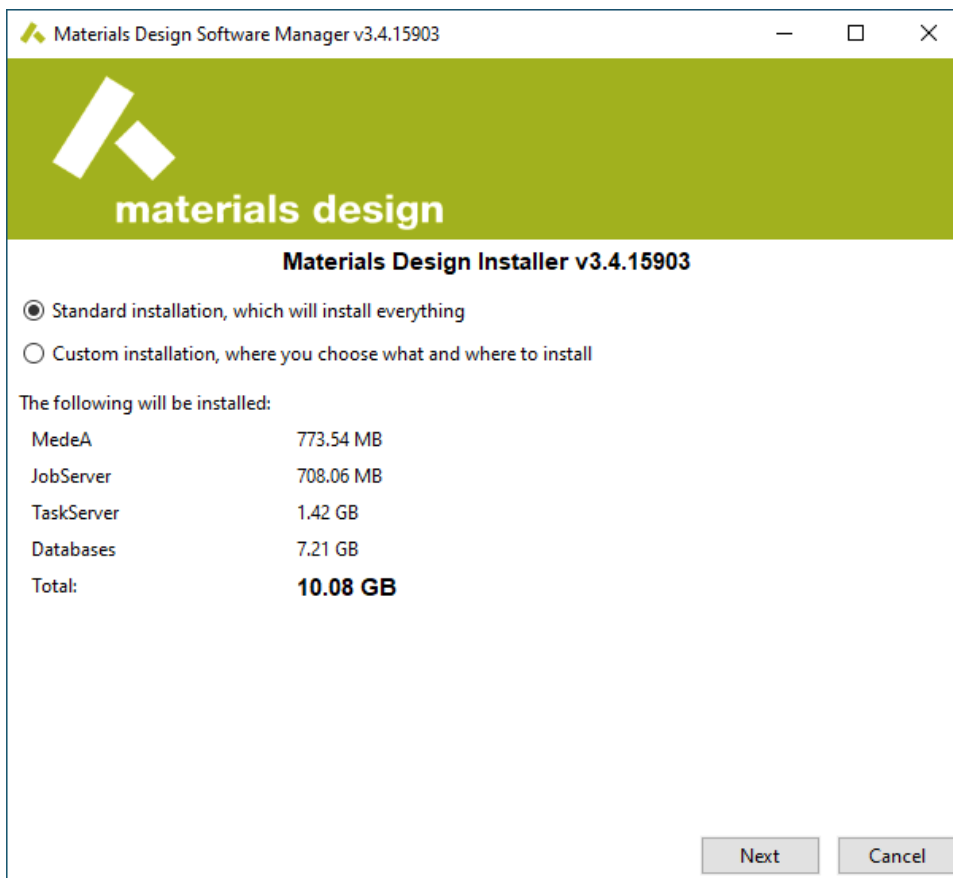 Materials Design Software Manager v3.4.15903
materials design
Materials Design Installer v3.4.15903
Standard installation, which will install everything
Custom installation, where you choose what and where to install
The following will be installed:
MedeA 773.54 MB
JobServer 708.06 MB
TaskServer 1.42 GB
Databases 7.21 GB
Total: 10.08 GB
Next Cancel